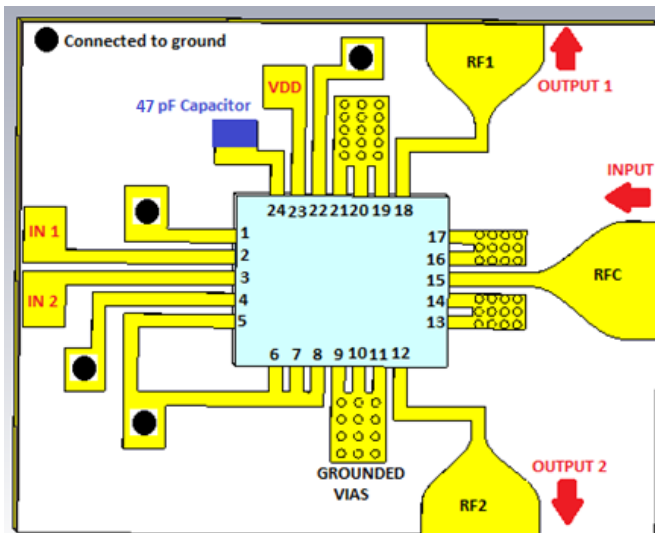 Connected to ground
RF1
OUTPUT 1
VDD
47 pF Capacitor
INPUT
24 23 22 21 20 19 18
IN 1
1
17
2
16
IN 2
3
15
RFC
4
14
5
13
6 7 8 9 10 11 12
GROUNDED
VIAS
OUTPUT 2
RF2